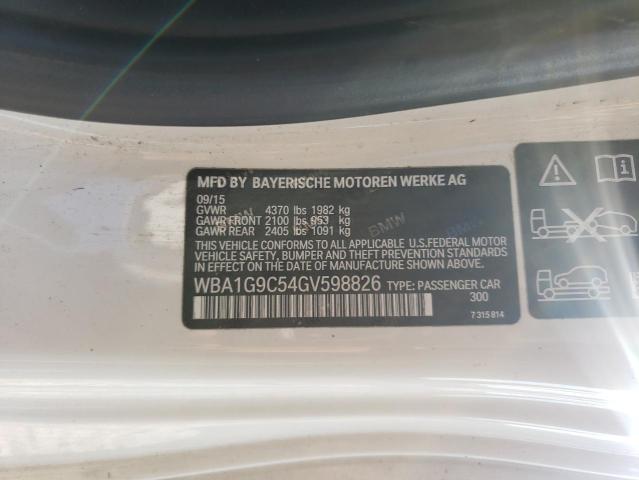 MFD BY BAYERISCHE MOTOREN WERKE AG
09/15
GVWR 4370 lbs 1982 kg
GAWR FRONT 2100 lbs 953 kg
GAWR REAR 2405 lbs 1091 kg
THIS VEHICLE CONFORMS TO ALL APPLICABLE U.S.FEDERAL MOTOR
VEHICLE SAFETY, BUMPER, AND THEFT PREVENTION STANDARDS
IN EFFECT ON THE DATE OF MANUFACTURE SHOWN ABOVE.
WBA1G9C54GV598826 TYPE: PASSENGER CAR
300
7 315 814